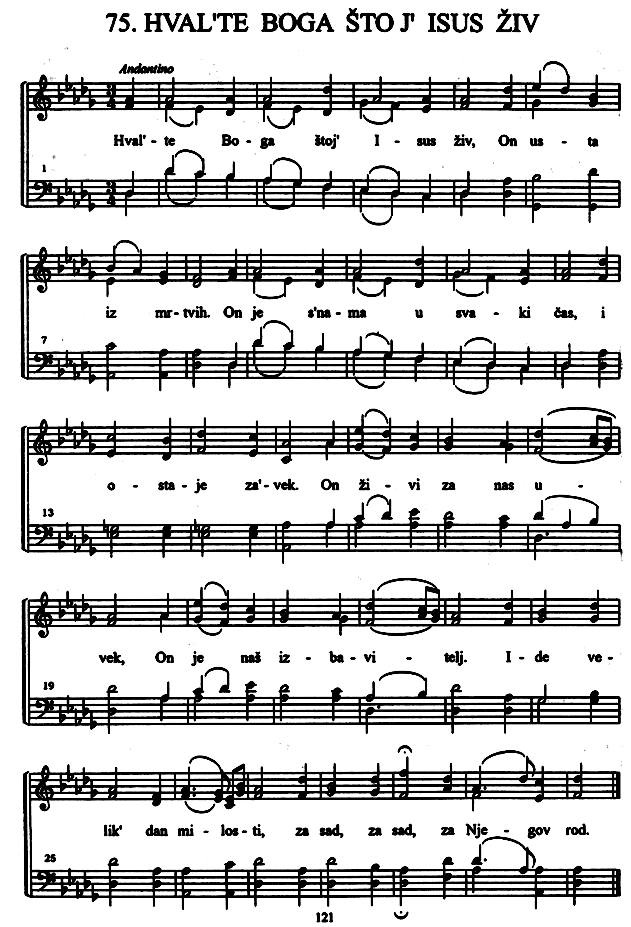 75. HVAL'TE BOGA ŠTO J' ISUS ŽIV
Andantino
Hval' - te Bo - ga štoj' I - sus živ, On us - ta
1
iz mr - tvih. On je s'na - ma u sva - ki čas, i
7
o - sta - je za'- vek. On ži - vi za nas u -
13
vek, On je naš iz - ba - vi - telj. I - de ve -
19
lik' dan mi - lo - sti, za sad, za sad, za Nje - gov rod.
25
121